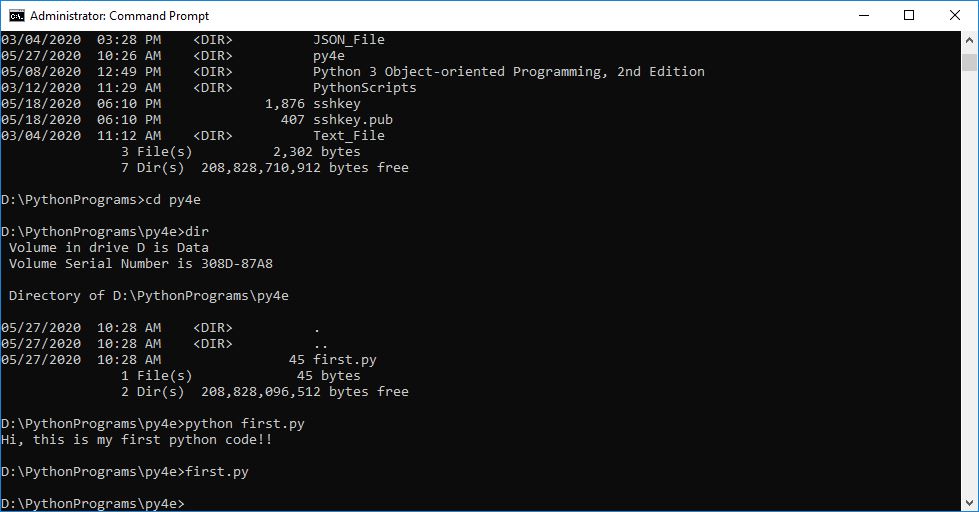 Administrator: Command Prompt
03/04/2020  03:28 PM    <DIR>          JSON_File
05/27/2020  10:26 AM    <DIR>          py4e
05/08/2020  12:49 PM    <DIR>          Python 3 Object-oriented Programming, 2nd Edition
03/12/2020  11:29 AM    <DIR>          PythonScripts
05/18/2020  06:10 PM             1,876 sshkey
05/18/2020  06:10 PM               407 sshkey.pub
03/04/2020  11:12 AM    <DIR>          Text_File
               3 File(s)          2,302 bytes
               7 Dir(s)  208,828,710,912 bytes free
D:\PythonPrograms>cd py4e
D:\PythonPrograms\py4e>dir
 Volume in drive D is Data
 Volume Serial Number is 308D-87A8
 Directory of D:\PythonPrograms\py4e
05/27/2020  10:28 AM    <DIR>          .
05/27/2020  10:28 AM    <DIR>          ..
05/27/2020  10:28 AM                45 first.py
               1 File(s)             45 bytes
               2 Dir(s)  208,828,096,512 bytes free
D:\PythonPrograms\py4e>python first.py
Hi, this is my first python code!!
D:\PythonPrograms\py4e>first.py
D:\PythonPrograms\py4e>